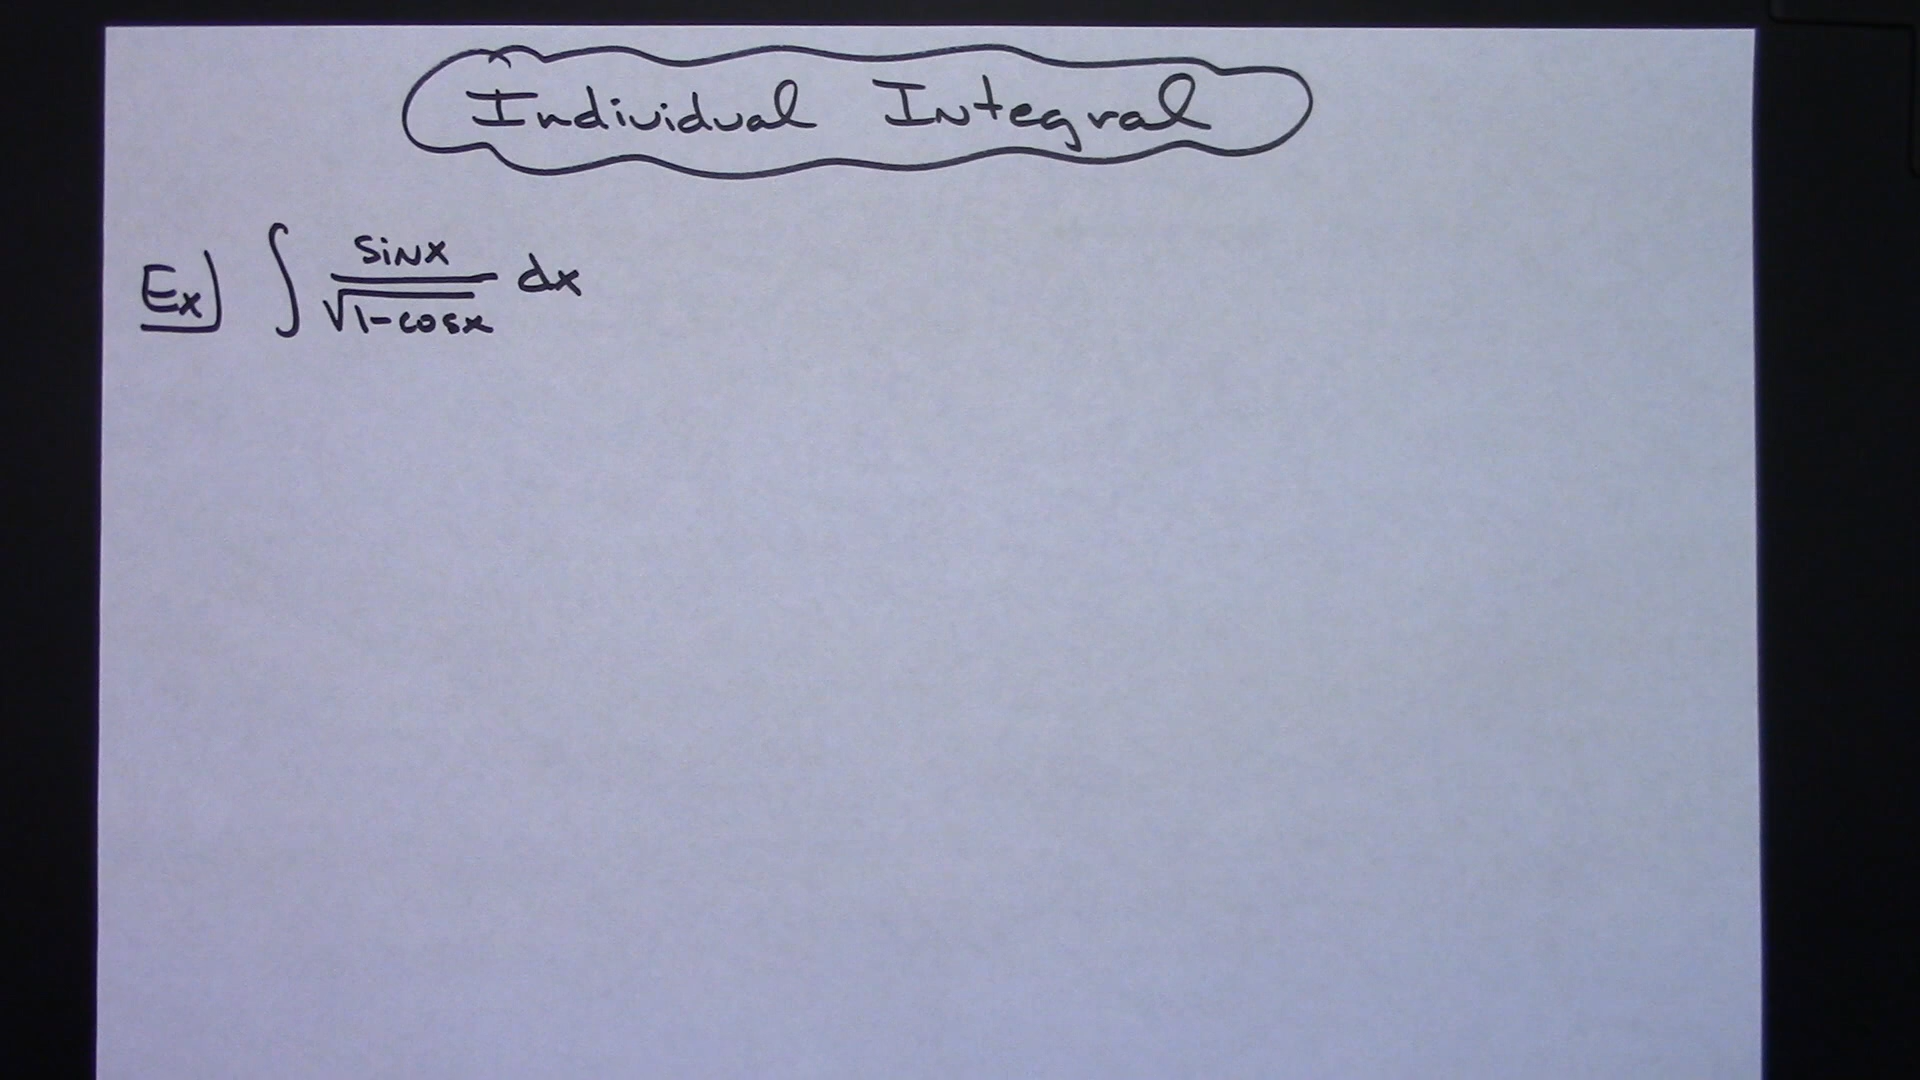 Individual Integral
Ex) ∫ sinx/√(1-cosx) dx